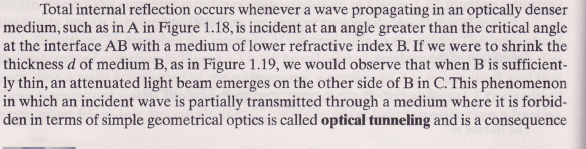 Total internal reflection occurs whenever a wave propagating in an optically denser
medium, such as in A in Figure 1.18, is incident at an angle greater than the critical angle
at the interface AB with a medium of lower refractive index B. If we were to shrink the
thickness d of medium B, as in Figure 1.19, we would observe that when B is sufficient-
ly thin, an attenuated light beam emerges on the other side of B in C. This phenomenon
in which an incident wave is partially transmitted through a medium where it is forbid-
den in terms of simple geometrical optics is called optical tunneling and is a consequence